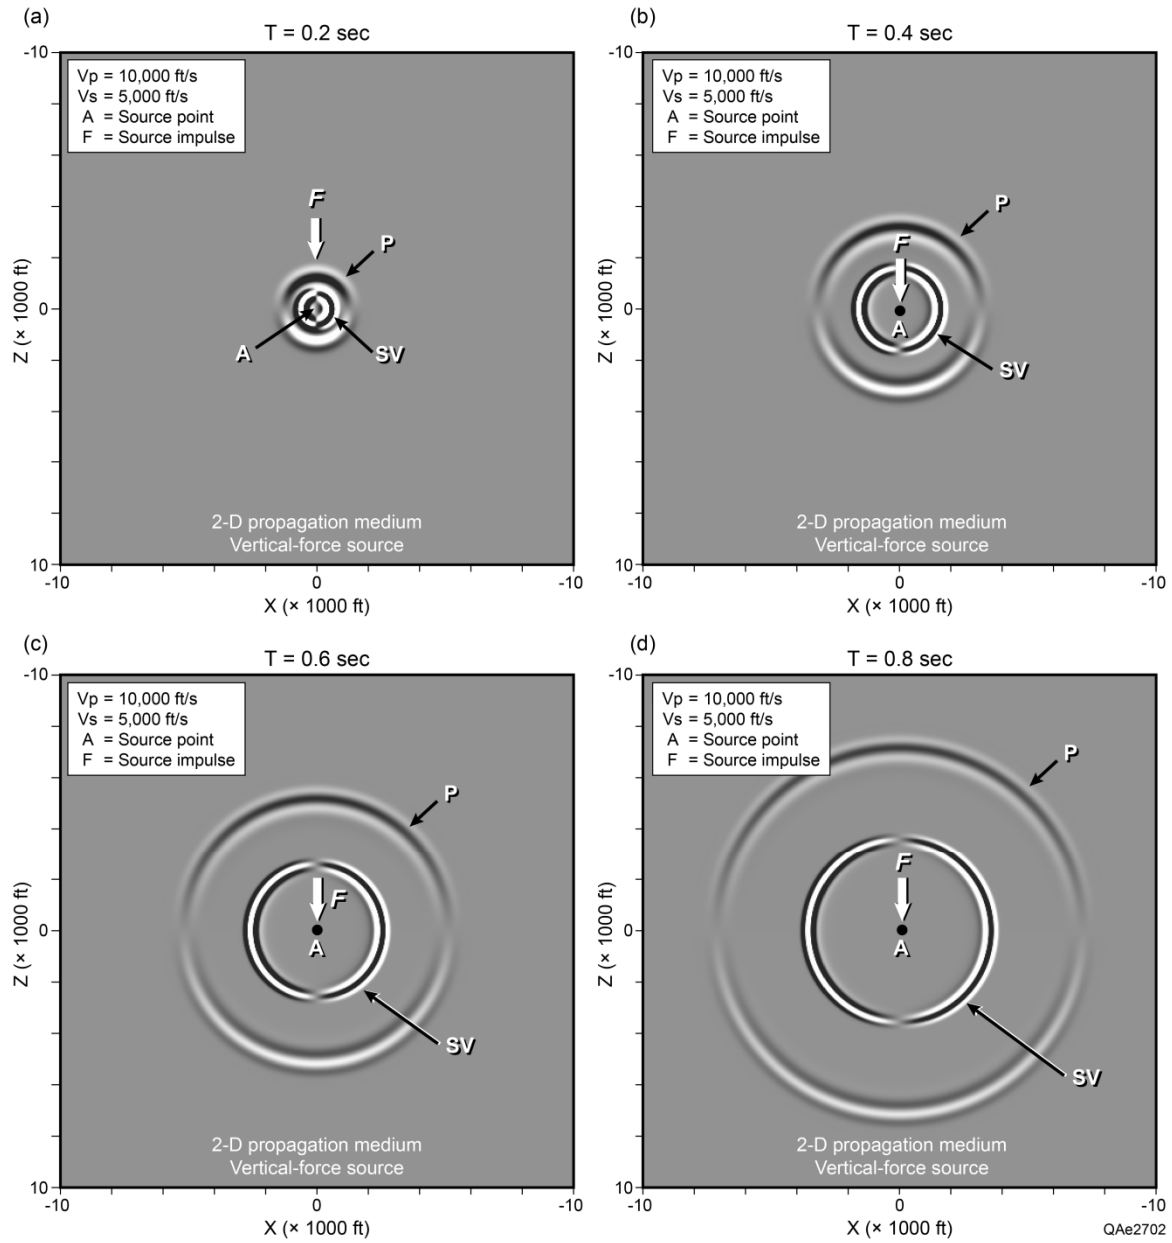 (a)
T = 0.2 sec
-10
Vp = 10,000 ft/s
Vs = 5,000 ft/s
A = Source point
F = Source impulse
F
P
Z (× 1000 ft)
0
A
SV
2-D propagation medium
Vertical-force source
10
-10
0
-10
X (× 1000 ft)
(b)
T = 0.4 sec
-10
Vp = 10,000 ft/s
Vs = 5,000 ft/s
A = Source point
F = Source impulse
P
F
Z (× 1000 ft)
0
A
SV
2-D propagation medium
Vertical-force source
10
-10
0
-10
X (× 1000 ft)
(c)
T = 0.6 sec
-10
Vp = 10,000 ft/s
Vs = 5,000 ft/s
A = Source point
F = Source impulse
P
F
Z (× 1000 ft)
0
A
SV
2-D propagation medium
Vertical-force source
10
-10
0
-10
X (× 1000 ft)
(d)
T = 0.8 sec
-10
Vp = 10,000 ft/s
Vs = 5,000 ft/s
A = Source point
F = Source impulse
P
F
Z (× 1000 ft)
0
A
SV
2-D propagation medium
Vertical-force source
10
-10
0
-10
X (× 1000 ft)
QAe2702